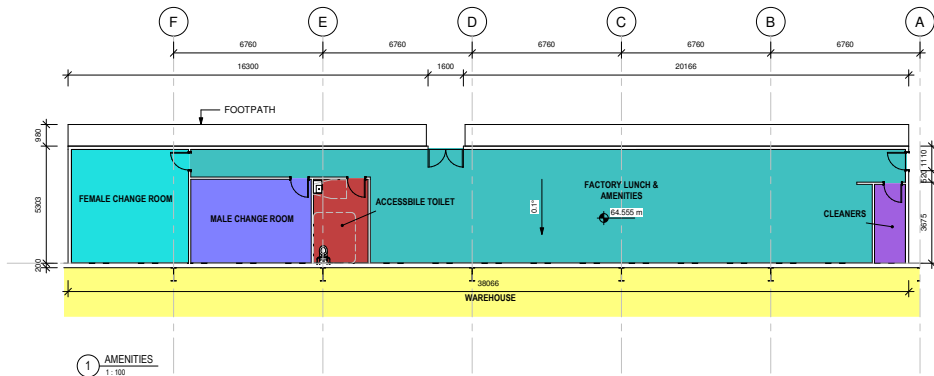 F
E
D
C
B
A
6760
6760
6760
6760
6760
16300
1600
20166
FOOTPATH
980
5303
200
1110
520
3675
FEMALE CHANGE ROOM
MALE CHANGE ROOM
ACCESSBILE TOILET
0.1°
FACTORY LUNCH &
AMENITIES
64.555 m
CLEANERS
38066
WAREHOUSE
1
AMENITIES
1 : 100